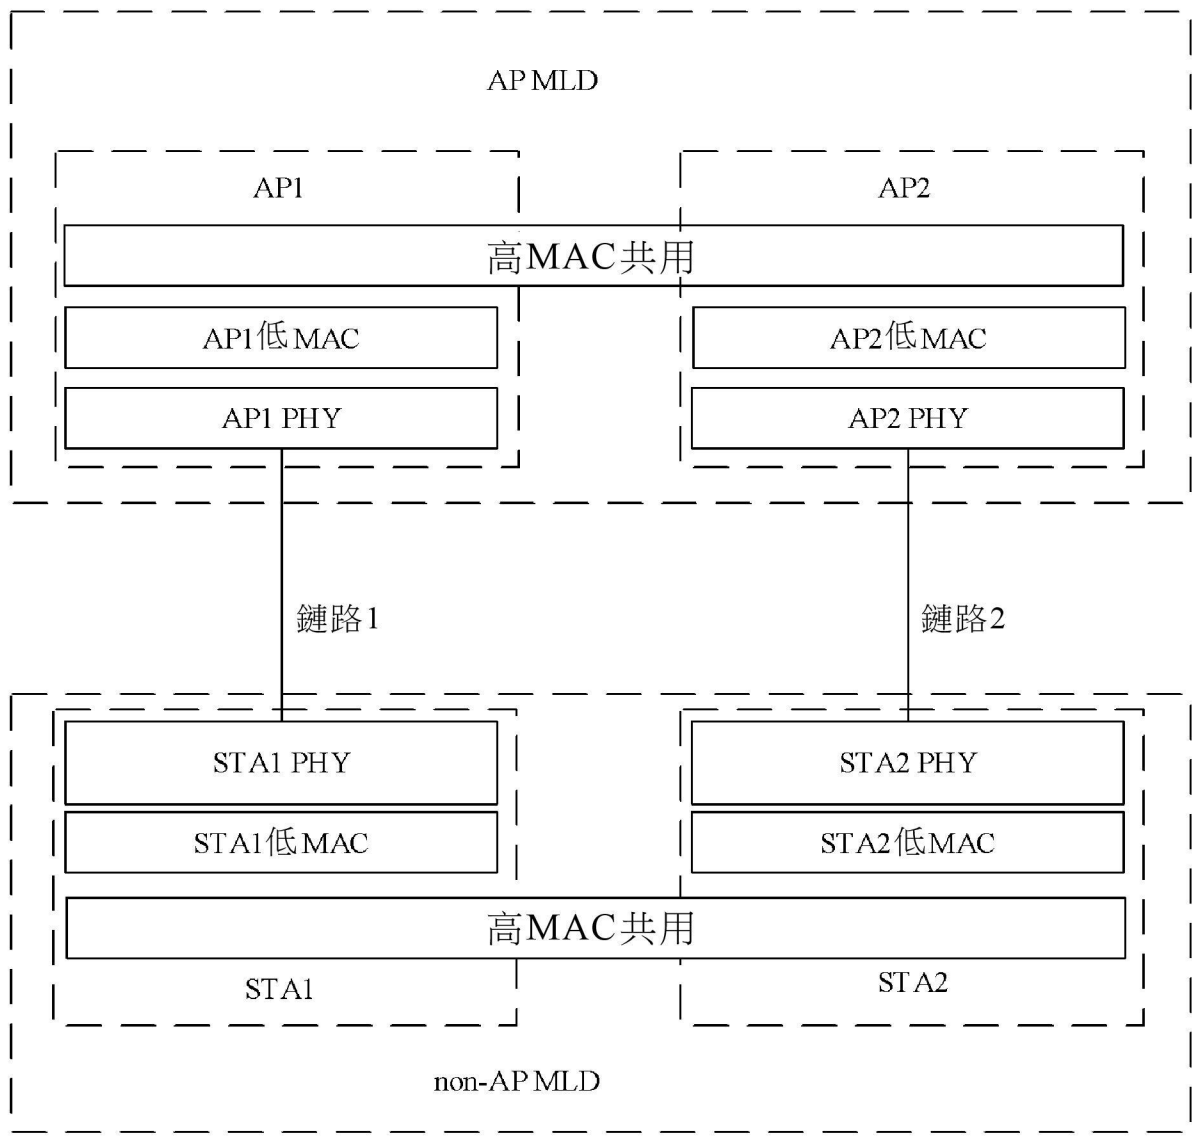 AP MLD
AP1
AP2
高MAC共用
AP1低MAC
AP2低MAC
AP1 PHY
AP2 PHY
鏈路1
鏈路2
STA1 PHY
STA2 PHY
STA1低MAC
STA2低MAC
高MAC共用
STA1
STA2
non-AP MLD